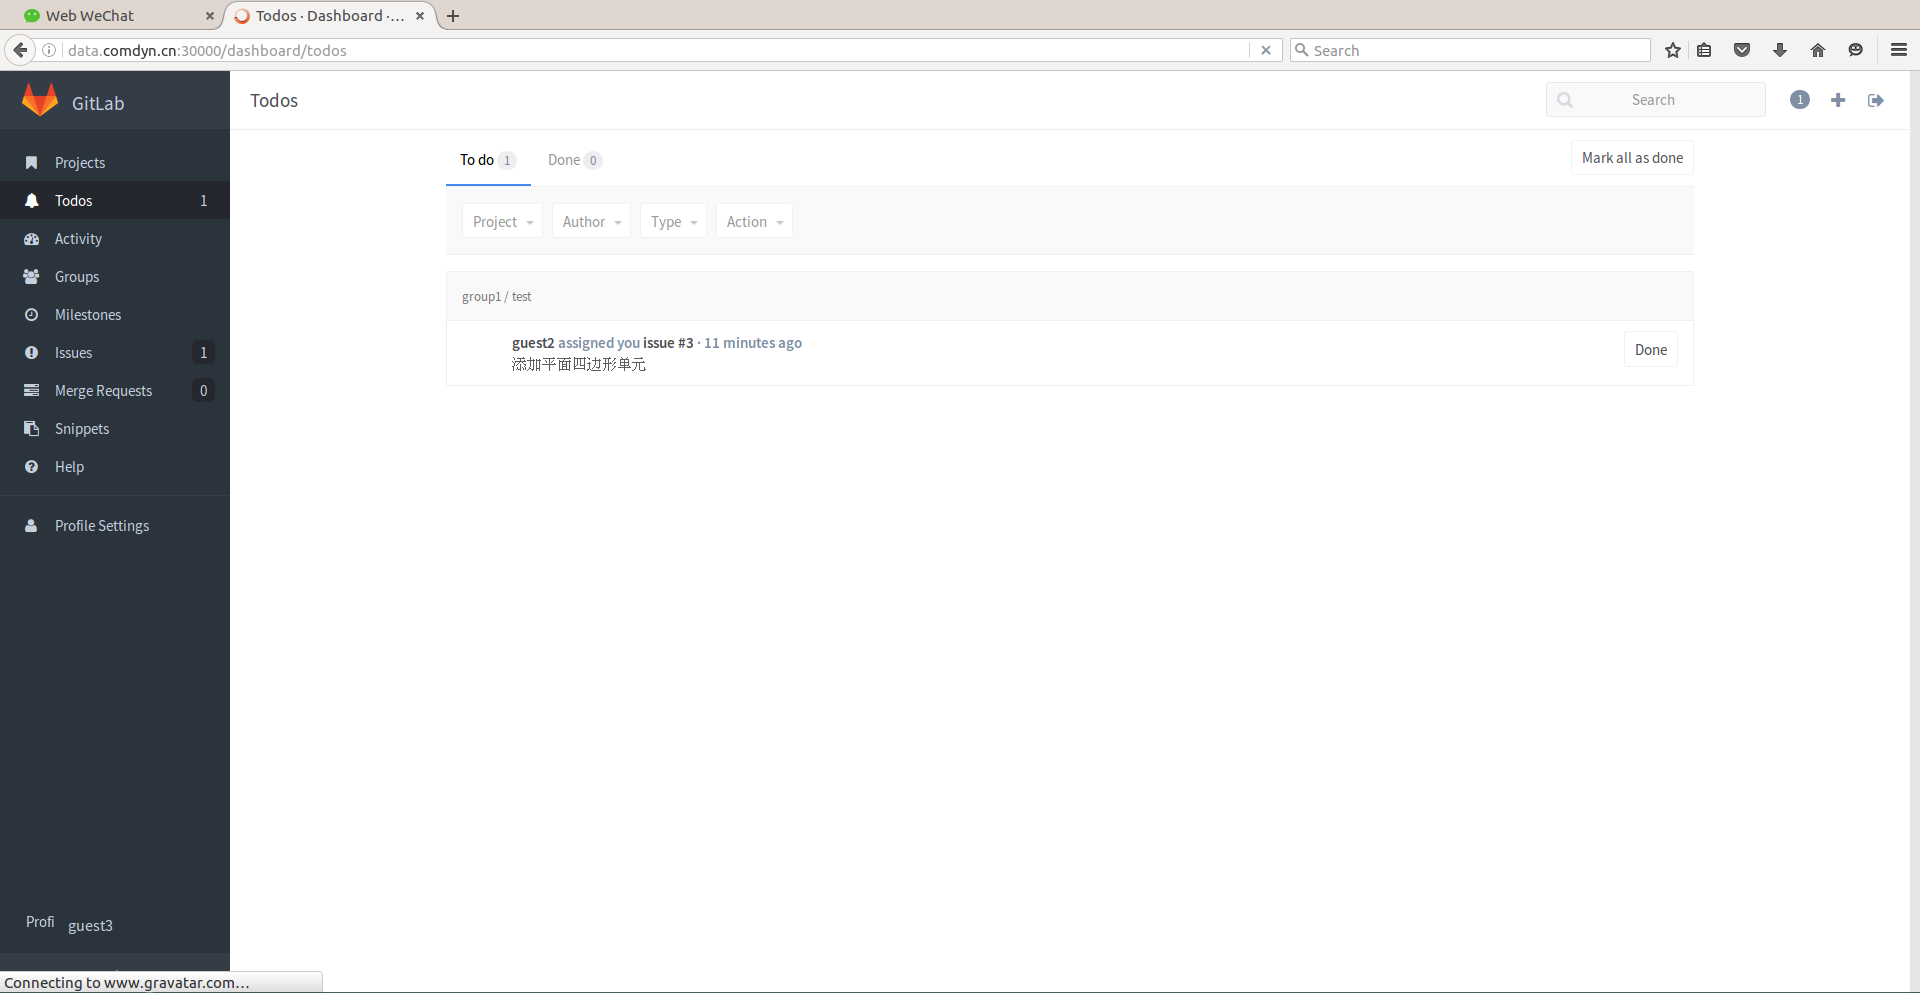 Web WeChat
Todos · Dashboard ·...
data.comdyn.cn:30000/dashboard/todos
Search
GitLab
Todos
Search
1
Projects
Todos 1
Activity
Groups
Milestones
Issues 1
Merge Requests 0
Snippets
Help
Profile Settings
Profi
guest3
To do 1
Done 0
Mark all as done
Project
Author
Type
Action
group1 / test
guest2 assigned you issue #3 · 11 minutes ago
添加平面四边形单元
Done
Connecting to www.gravatar.com...